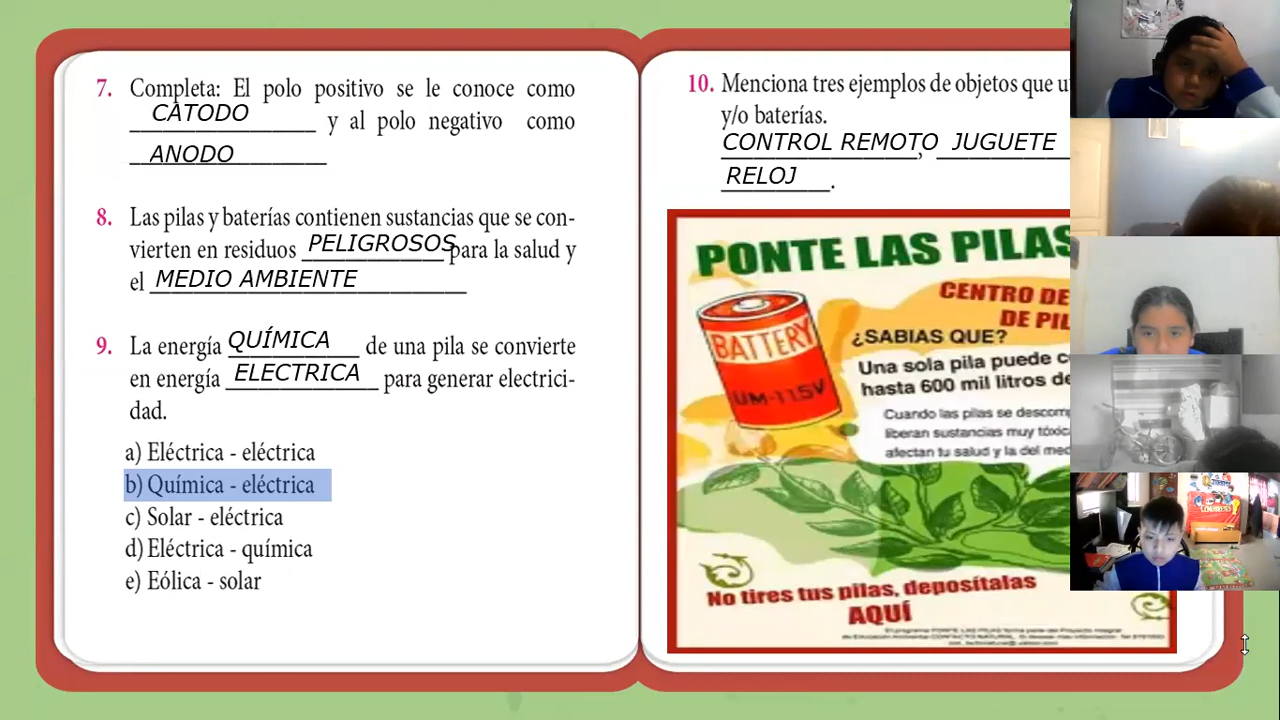 7. Completa: El polo positivo se le conoce como
CÀTODO y al polo negativo como
ANODO
8. Las pilas y baterías contienen sustancias que se con-
vierten en residuos PELIGROSOS para la salud y
el MEDIO AMBIENTE
9. La energía QUÍMICA de una pila se convierte
en energía ELECTRICA para generar electrici-
dad.
a) Eléctrica - eléctrica
b) Química - eléctrica
c) Solar - eléctrica
d) Eléctrica - química
e) Eólica - solar
10. Menciona tres ejemplos de objetos que u
y/o baterías.
CONTROL REMOTO, JUGUETE
RELOJ.
PONTE LAS PILAS
CENTRO DE
DE PIL
BATTERY
UM-1 1.5V
¿SABIAS QUE?
Una sola pila puede c
hasta 600 mil litros de
Cuando las pilas se descomp
liberan sustancias muy tóxic
afectan tu salud y la del med
No tires tus pilas, deposítalas
AQUÍ